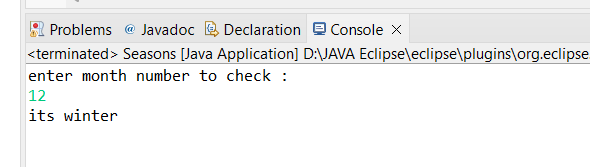 Problems @ Javadoc Declaration Console
<terminated> Seasons [Java Application] D:\JAVA Eclipse\eclipse\plugins\org.eclipse
enter month number to check :
12
its winter